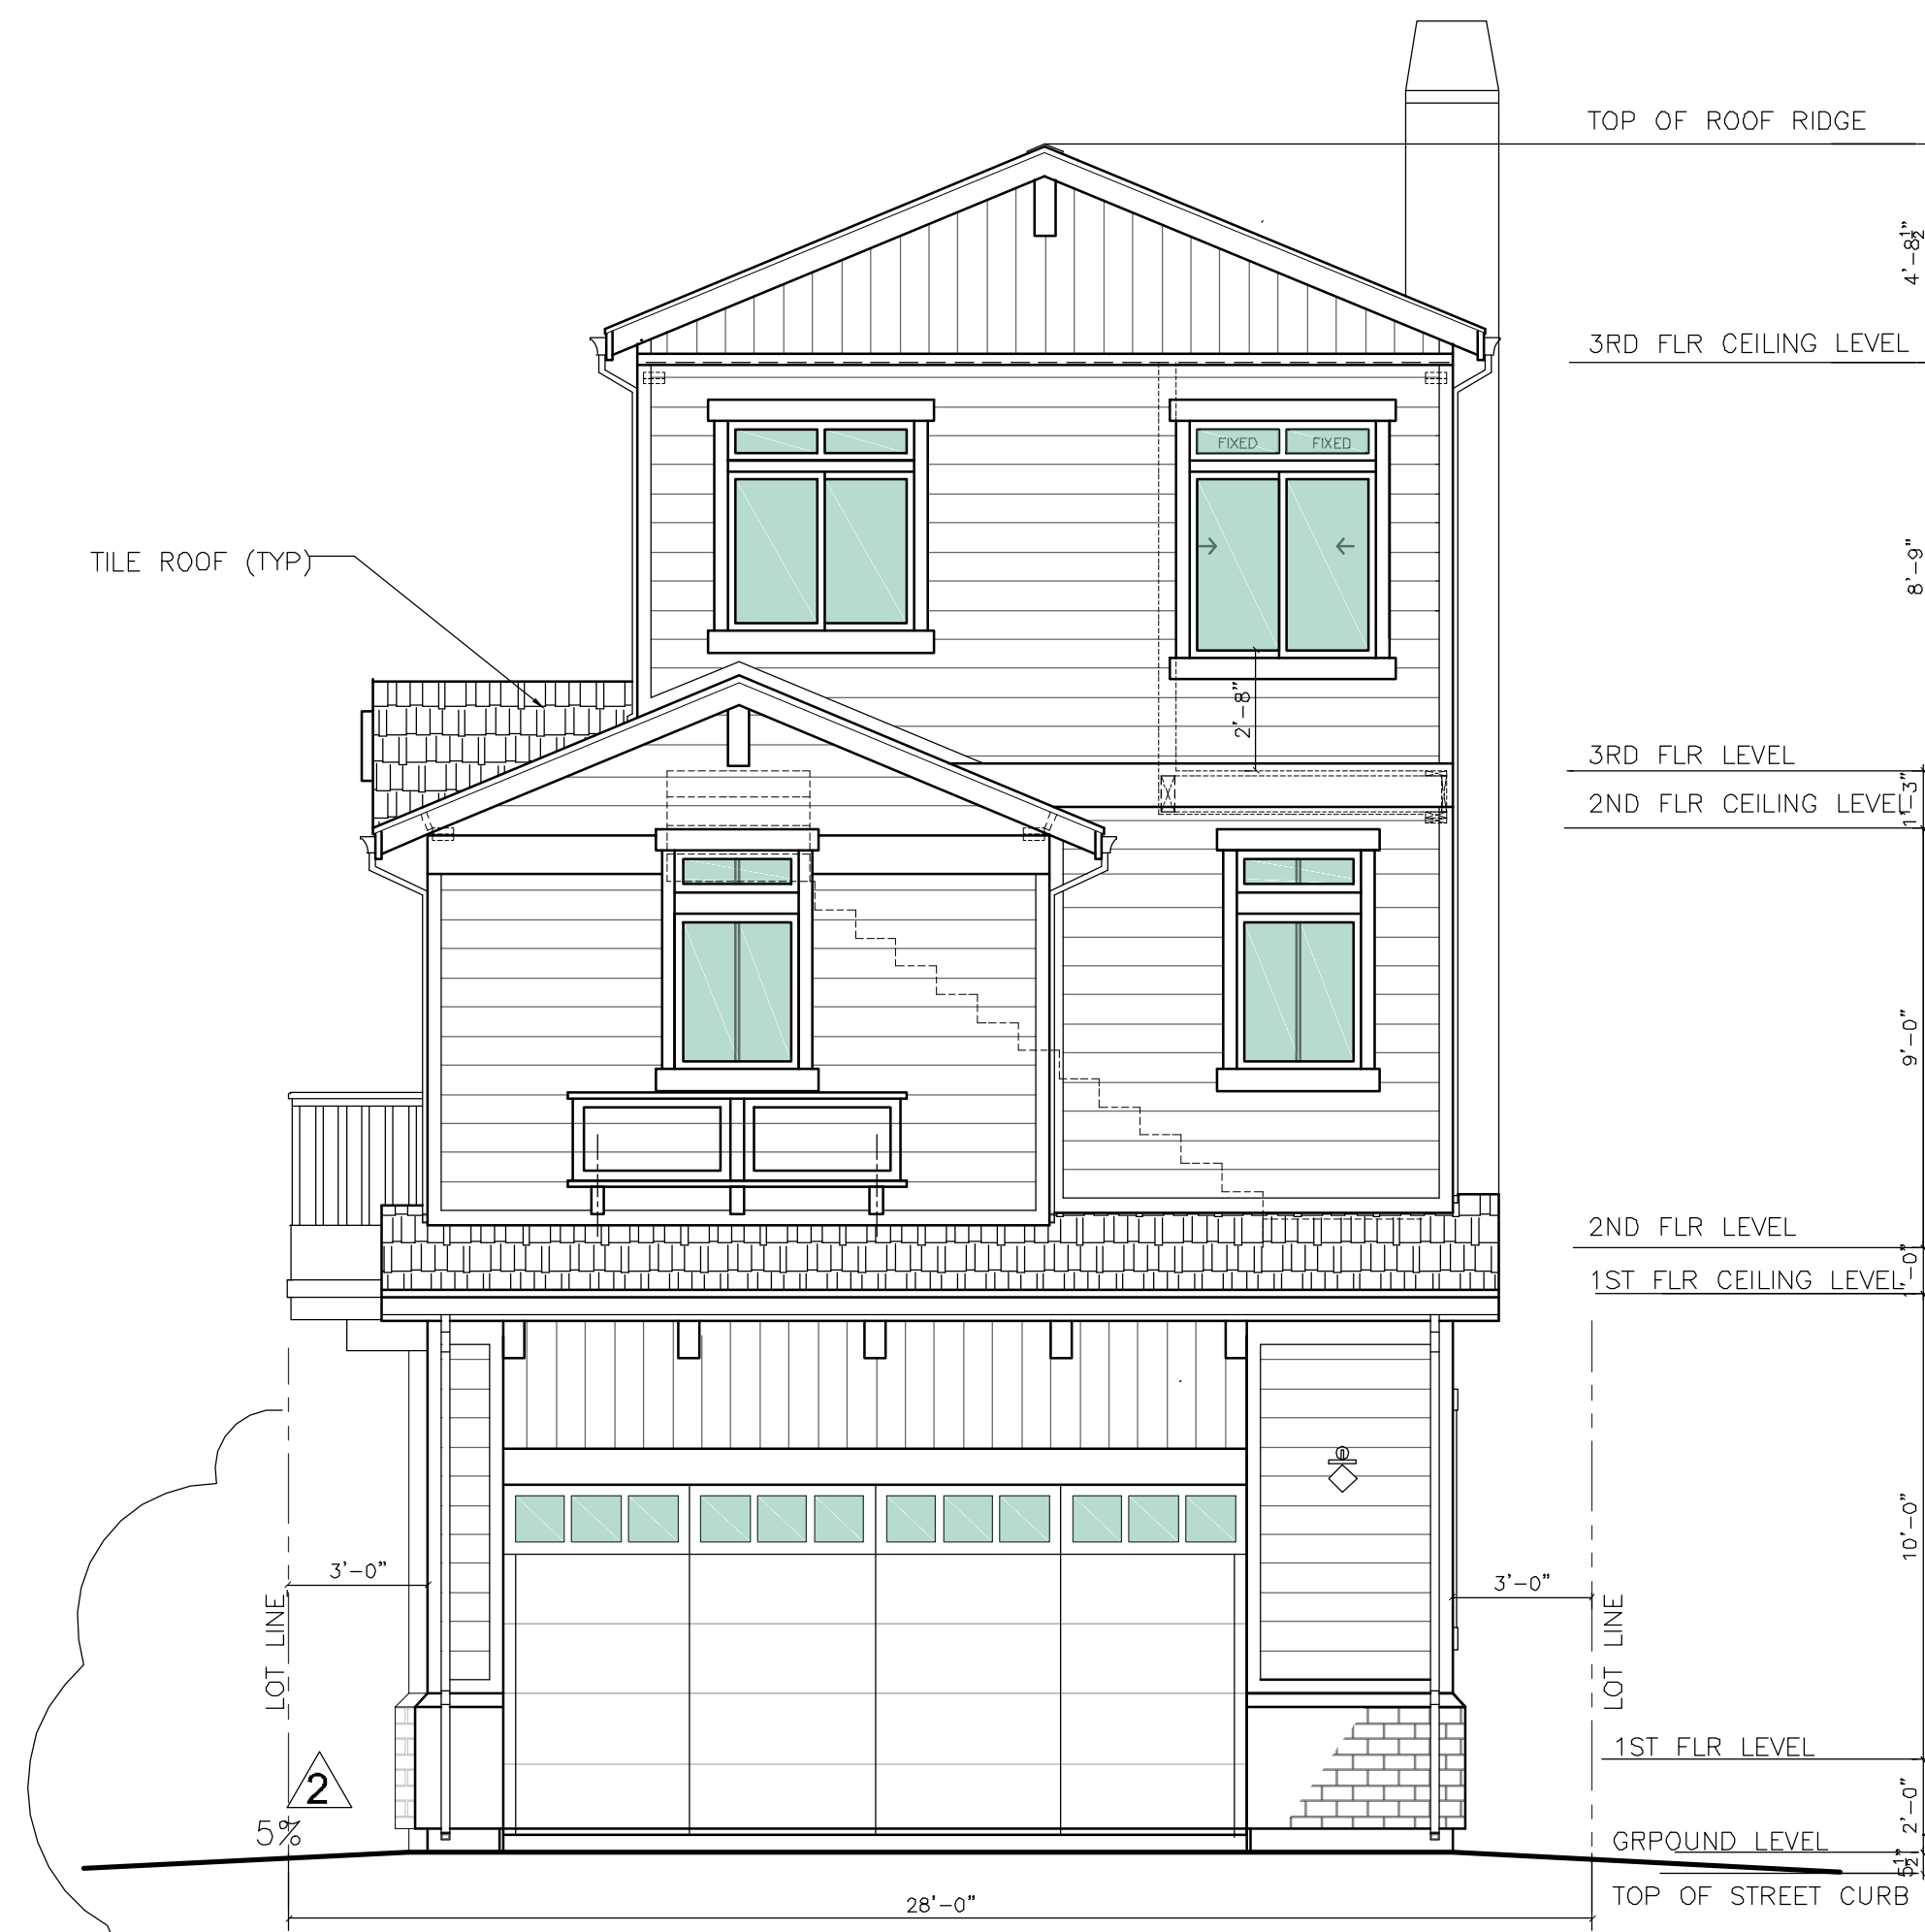 TOP OF ROOF RIDGE
4'-8½"
3RD FLR CEILING LEVEL
FIXED FIXED
8'-9"
TILE ROOF (TYP)
2'-8"
3RD FLR LEVEL
1'-3"
2ND FLR CEILING LEVEL
9'-0"
2ND FLR LEVEL
1'-0"
1ST FLR CEILING LEVEL
10'-0"
3'-0"
3'-0"
LOT LINE
LOT LINE
1ST FLR LEVEL
2
2'-0"
5%
GRPOUND LEVEL
5½"
TOP OF STREET CURB
28'-0"